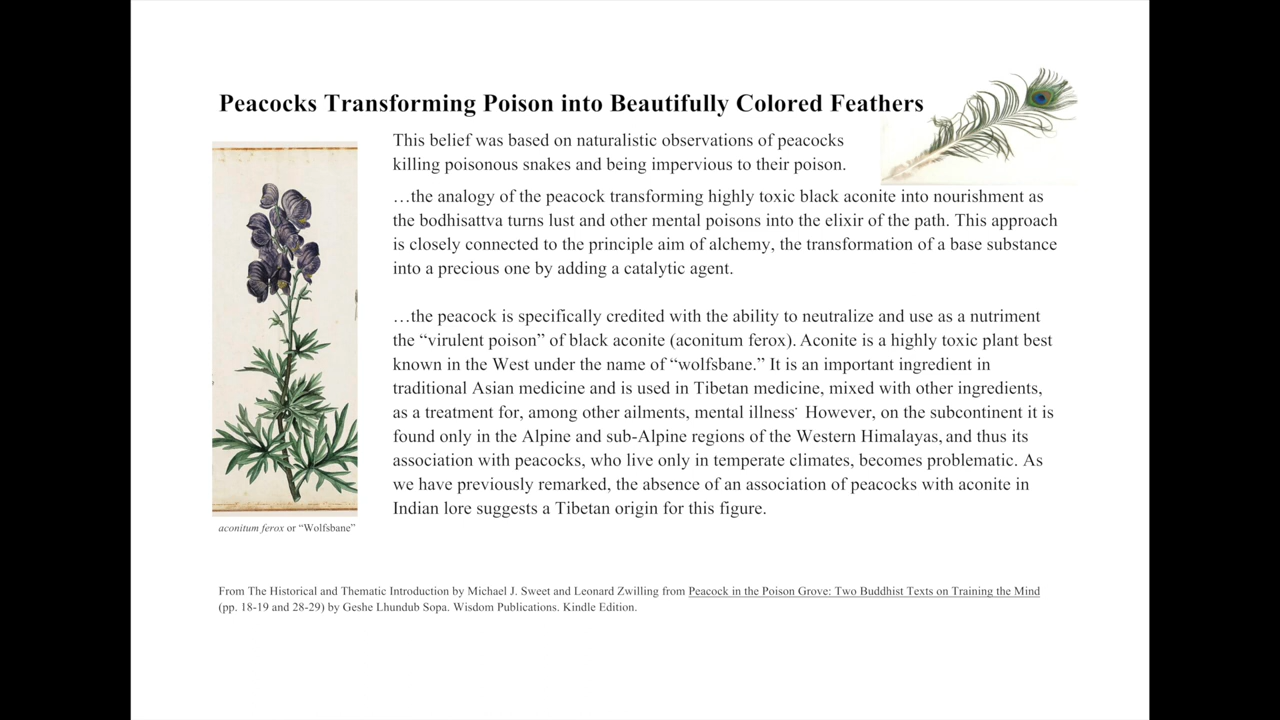 Peacocks Transforming Poison into Beautifully Colored Feathers
This belief was based on naturalistic observations of peacocks
killing poisonous snakes and being impervious to their poison.
…the analogy of the peacock transforming highly toxic black aconite into nourishment as
the bodhisattva turns lust and other mental poisons into the elixir of the path. This approach
is closely connected to the principle aim of alchemy, the transformation of a base substance
into a precious one by adding a catalytic agent.
…the peacock is specifically credited with the ability to neutralize and use as a nutriment
the “virulent poison” of black aconite (aconitum ferox). Aconite is a highly toxic plant best
known in the West under the name of “wolfsbane.” It is an important ingredient in
traditional Asian medicine and is used in Tibetan medicine, mixed with other ingredients,
as a treatment for, among other ailments, mental illness. However, on the subcontinent it is
found only in the Alpine and sub-Alpine regions of the Western Himalayas, and thus its
association with peacocks, who live only in temperate climates, becomes problematic. As
we have previously remarked, the absence of an association of peacocks with aconite in
Indian lore suggests a Tibetan origin for this figure.
aconitum ferox or “Wolfsbane”
From The Historical and Thematic Introduction by Michael J. Sweet and Leonard Zwilling from Peacock in the Poison Grove: Two Buddhist Texts on Training the Mind
(pp. 18-19 and 28-29) by Geshe Lhundub Sopa. Wisdom Publications. Kindle Edition.